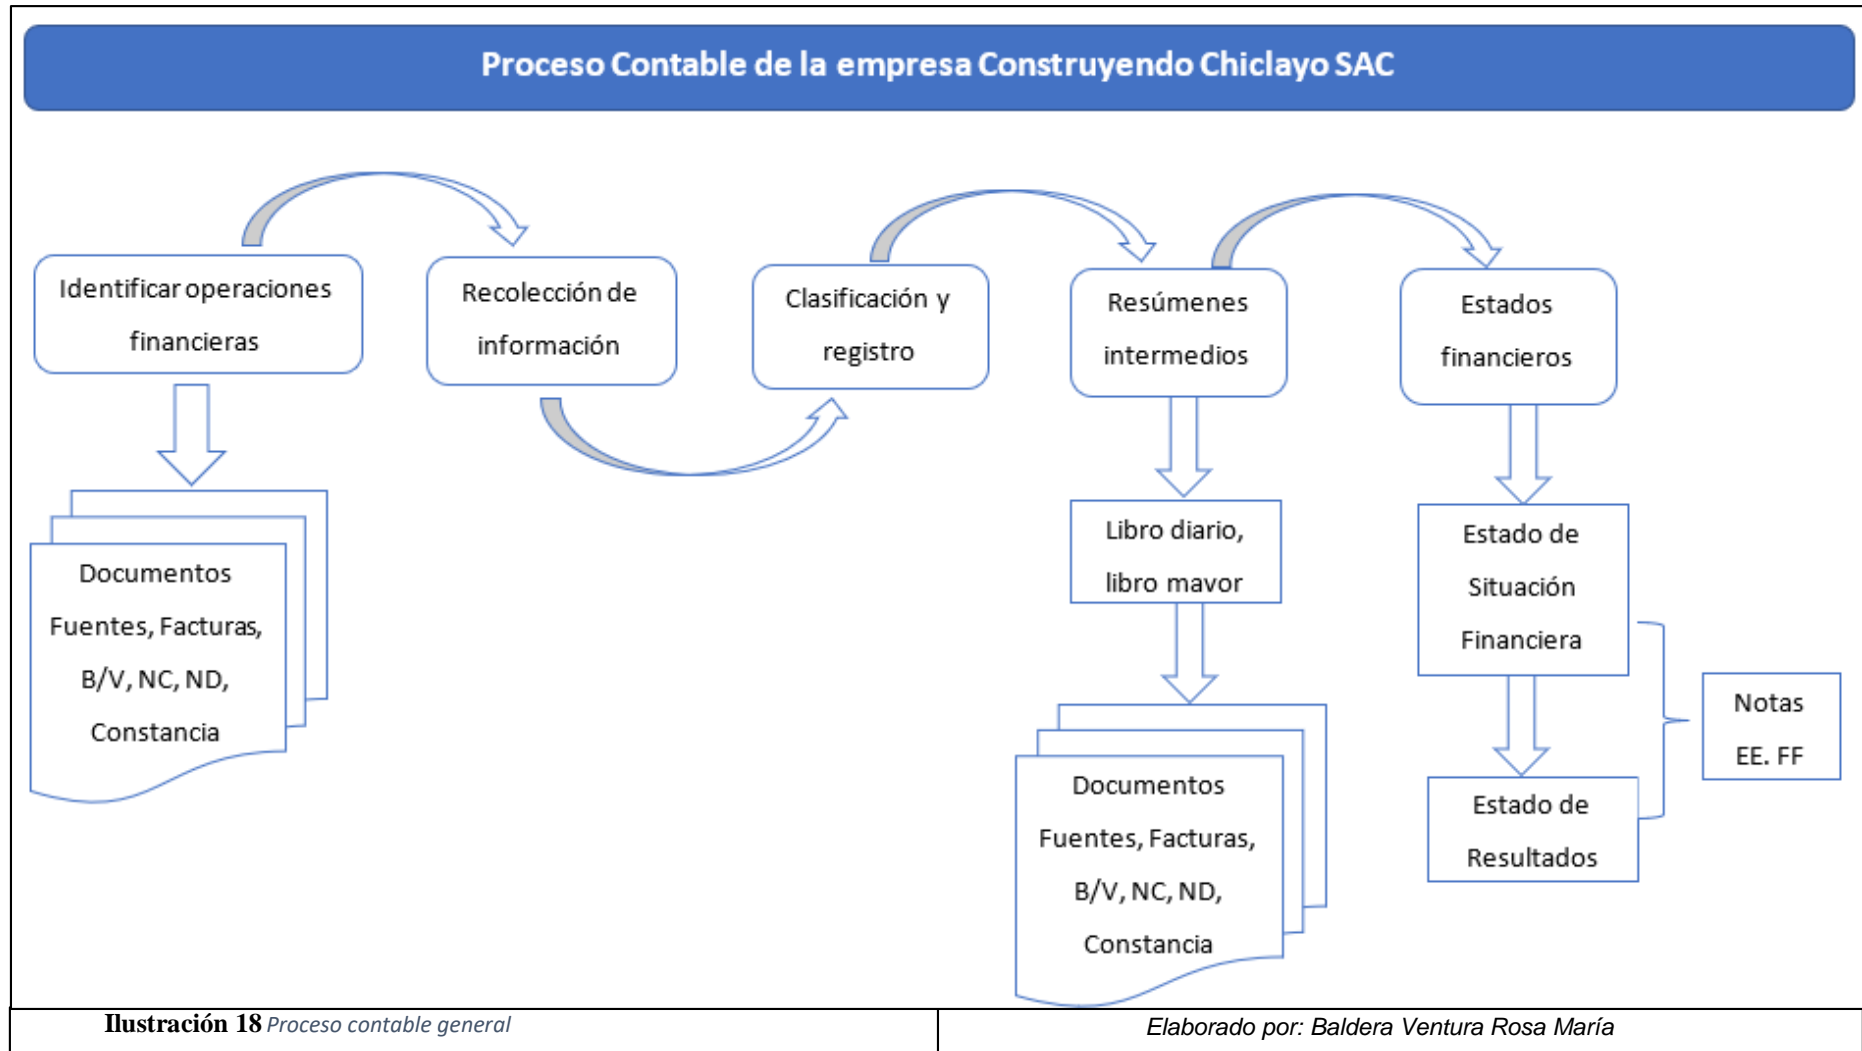 Proceso Contable de la empresa Construyendo Chiclayo SAC
Identificar operaciones
financieras
Recolección de
información
Clasificación y
registro
Resúmenes
intermedios
Estados
financieros
Documentos
Fuentes, Facturas,
B/V, NC, ND,
Constancia
Libro diario,
libro mayor
Documentos
Fuentes, Facturas,
B/V, NC, ND,
Constancia
Estado de
Situación
Financiera
Estado de
Resultados
Notas
EE. FF
Ilustración 18 Proceso contable general
Elaborado por: Baldera Ventura Rosa María